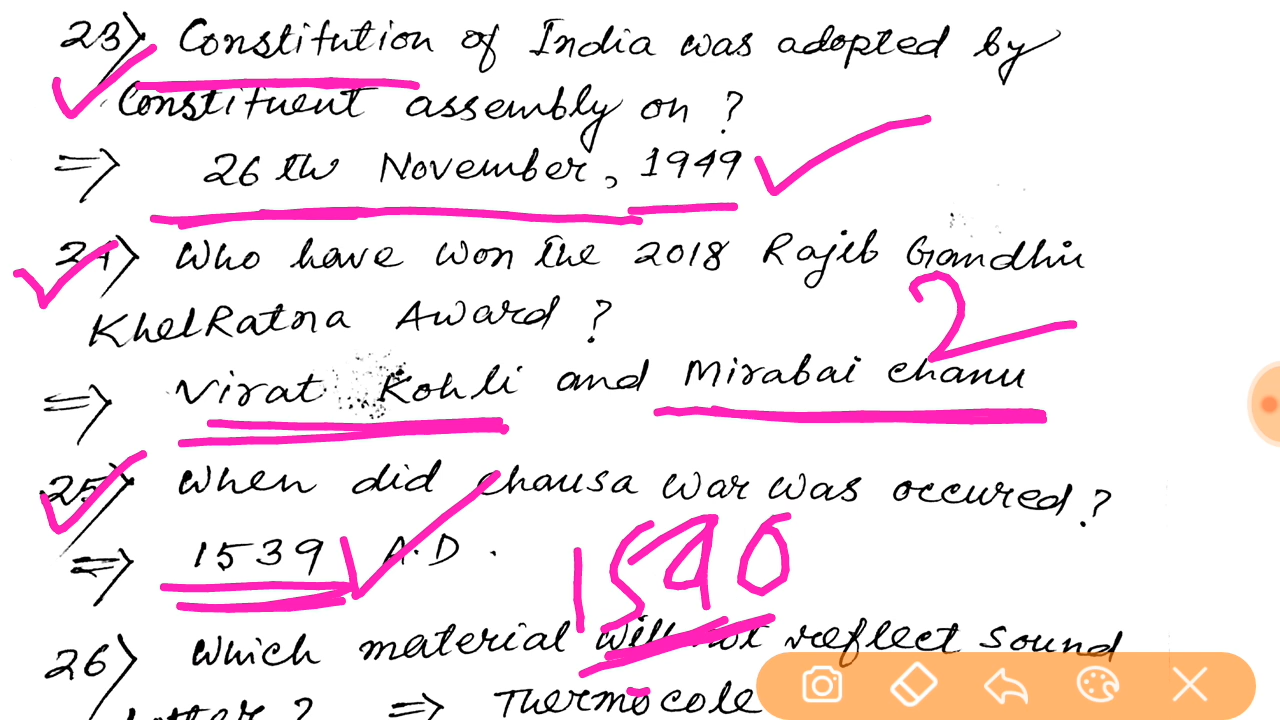 23) Constitution of India was adopted by
Constituent assembly on ?
=> 26th November, 1949
24) Who have won the 2018 Rajib Gandhi
KhelRatna Award ?
2
=> Virat Kohli and Mirabai chanu
25) When did chausa war was occured ?
=> 1539 A.D.
1540
26) Which material will not reflect sound
=> Thermocole